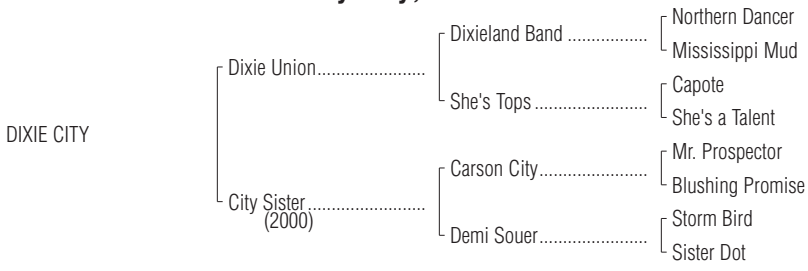 Dixieland Band
Northern Dancer
Mississippi Mud
Dixie Union
She's Tops
Capote
She's a Talent
DIXIE CITY
Carson City
Mr. Prospector
Blushing Promise
City Sister
(2000)
Demi Souer
Storm Bird
Sister Dot